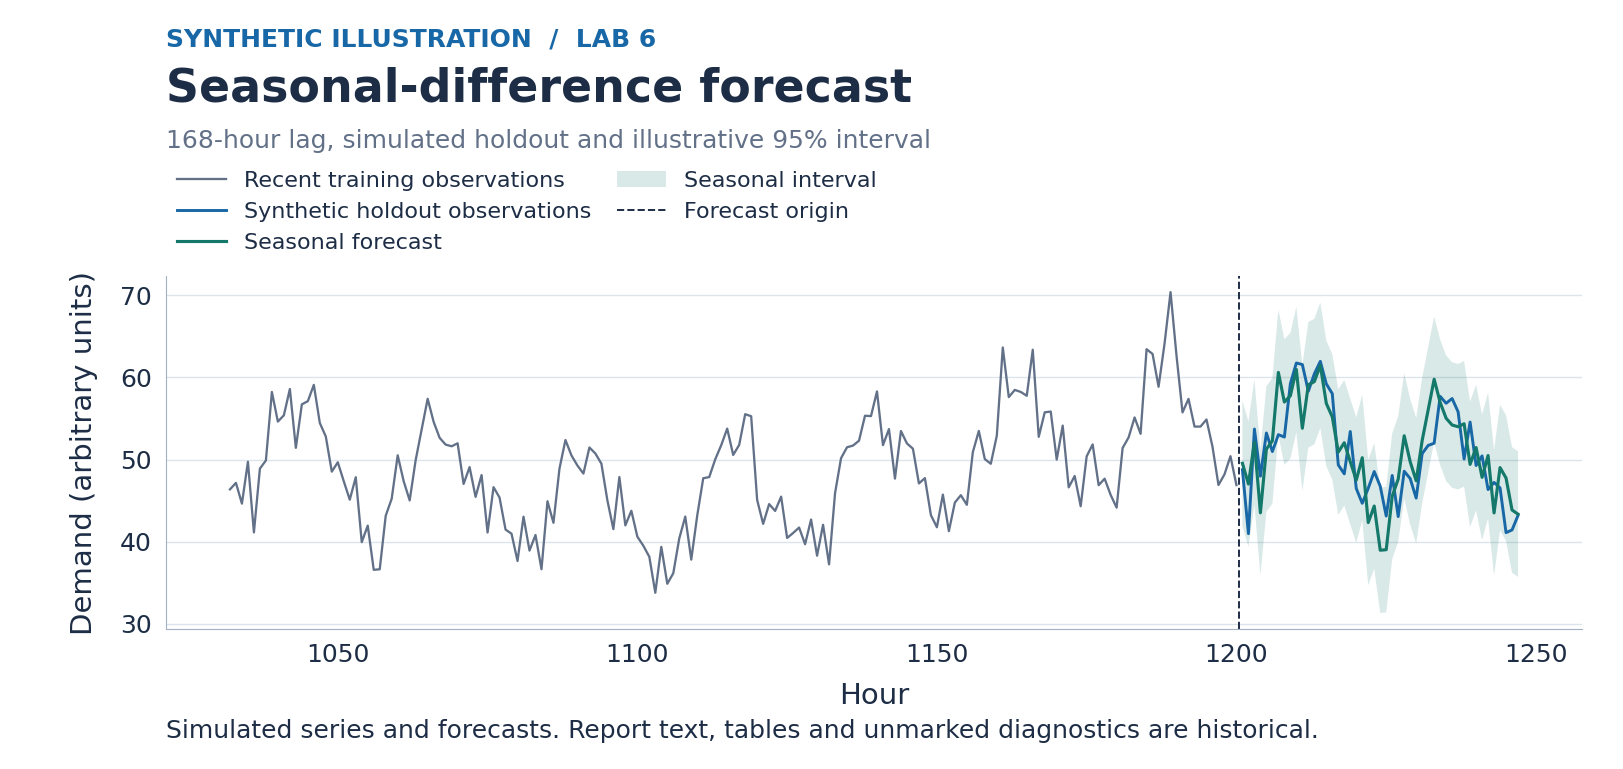 SYNTHETIC ILLUSTRATION / LAB 6
Seasonal-difference forecast
168-hour lag, simulated holdout and illustrative 95% interval
Recent training observations
Synthetic holdout observations
Seasonal forecast
Seasonal interval
Forecast origin
Demand (arbitrary units)
70
60
50
40
30
1050 1100 1150 1200 1250
Hour
Simulated series and forecasts. Report text, tables and unmarked diagnostics are historical.